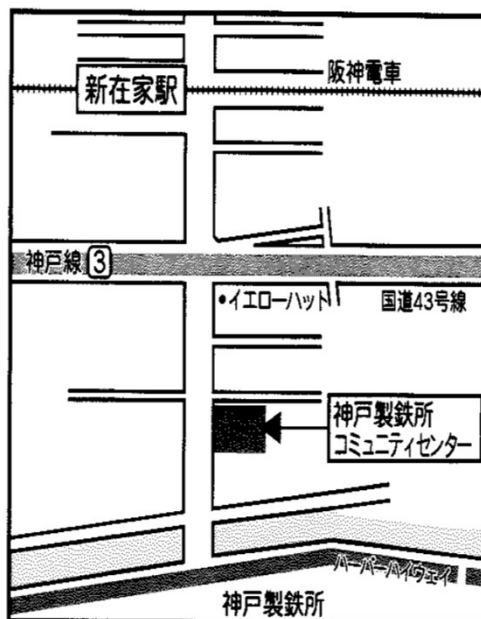 阪神電車
新在家駅
神戸線 3
•イエローハット
国道43号線
神戸製鉄所
コミュニティセンター
ハーバーハイウェイ
神戸製鉄所